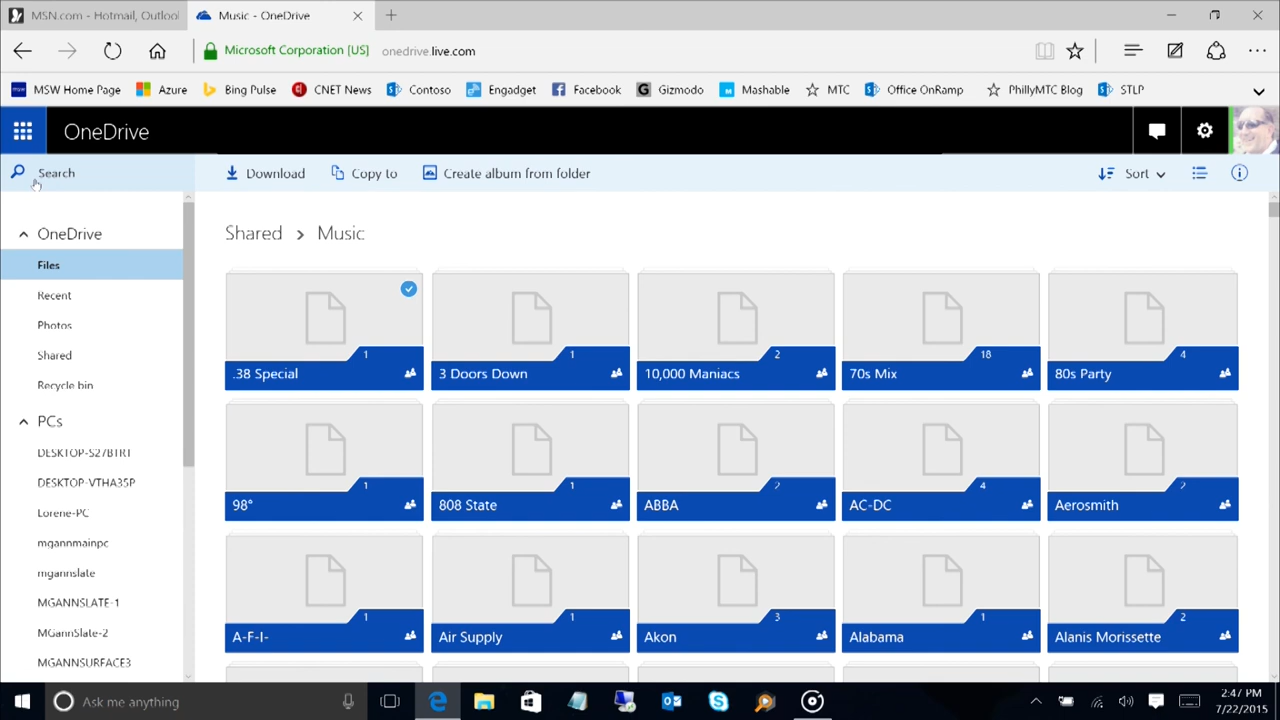 MSN.com - Hotmail, Outlool
Music - OneDrive
Microsoft Corporation [US] onedrive.live.com
MSW Home Page Azure Bing Pulse CNET News Contoso Engadget Facebook Gizmodo Mashable MTC Office OnRamp PhillyMTC Blog STLP
OneDrive
Search Download Copy to Create album from folder Sort
OneDrive
Files
Recent
Photos
Shared
Recycle bin
PCs
DESKTOP-S27BTRT
DESKTOP-VTHA35P
Lorene-PC
mgannmainpc
mgannslate
MGANNSLATE-1
MGannSlate-2
MGANNSURFACE3
Shared > Music
1 1 2 18 4
.38 Special 3 Doors Down 10,000 Maniacs 70s Mix 80s Party
1 1 2 4 2
98° 808 State ABBA AC-DC Aerosmith
1 1 3 1 2
A-F-I- Air Supply Akon Alabama Alanis Morissette
Ask me anything
2:47 PM
7/22/2015